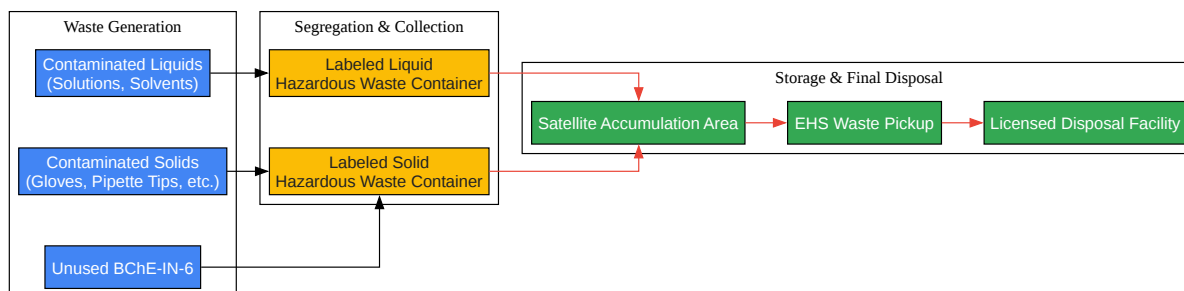 Waste Generation
Contaminated Liquids
(Solutions, Solvents)
Contaminated Solids
(Gloves, Pipette Tips, etc.)
Unused BChE-IN-6
Segregation & Collection
Labeled Liquid
Hazardous Waste Container
Labeled Solid
Hazardous Waste Container
Storage & Final Disposal
Satellite Accumulation Area
EHS Waste Pickup
Licensed Disposal Facility